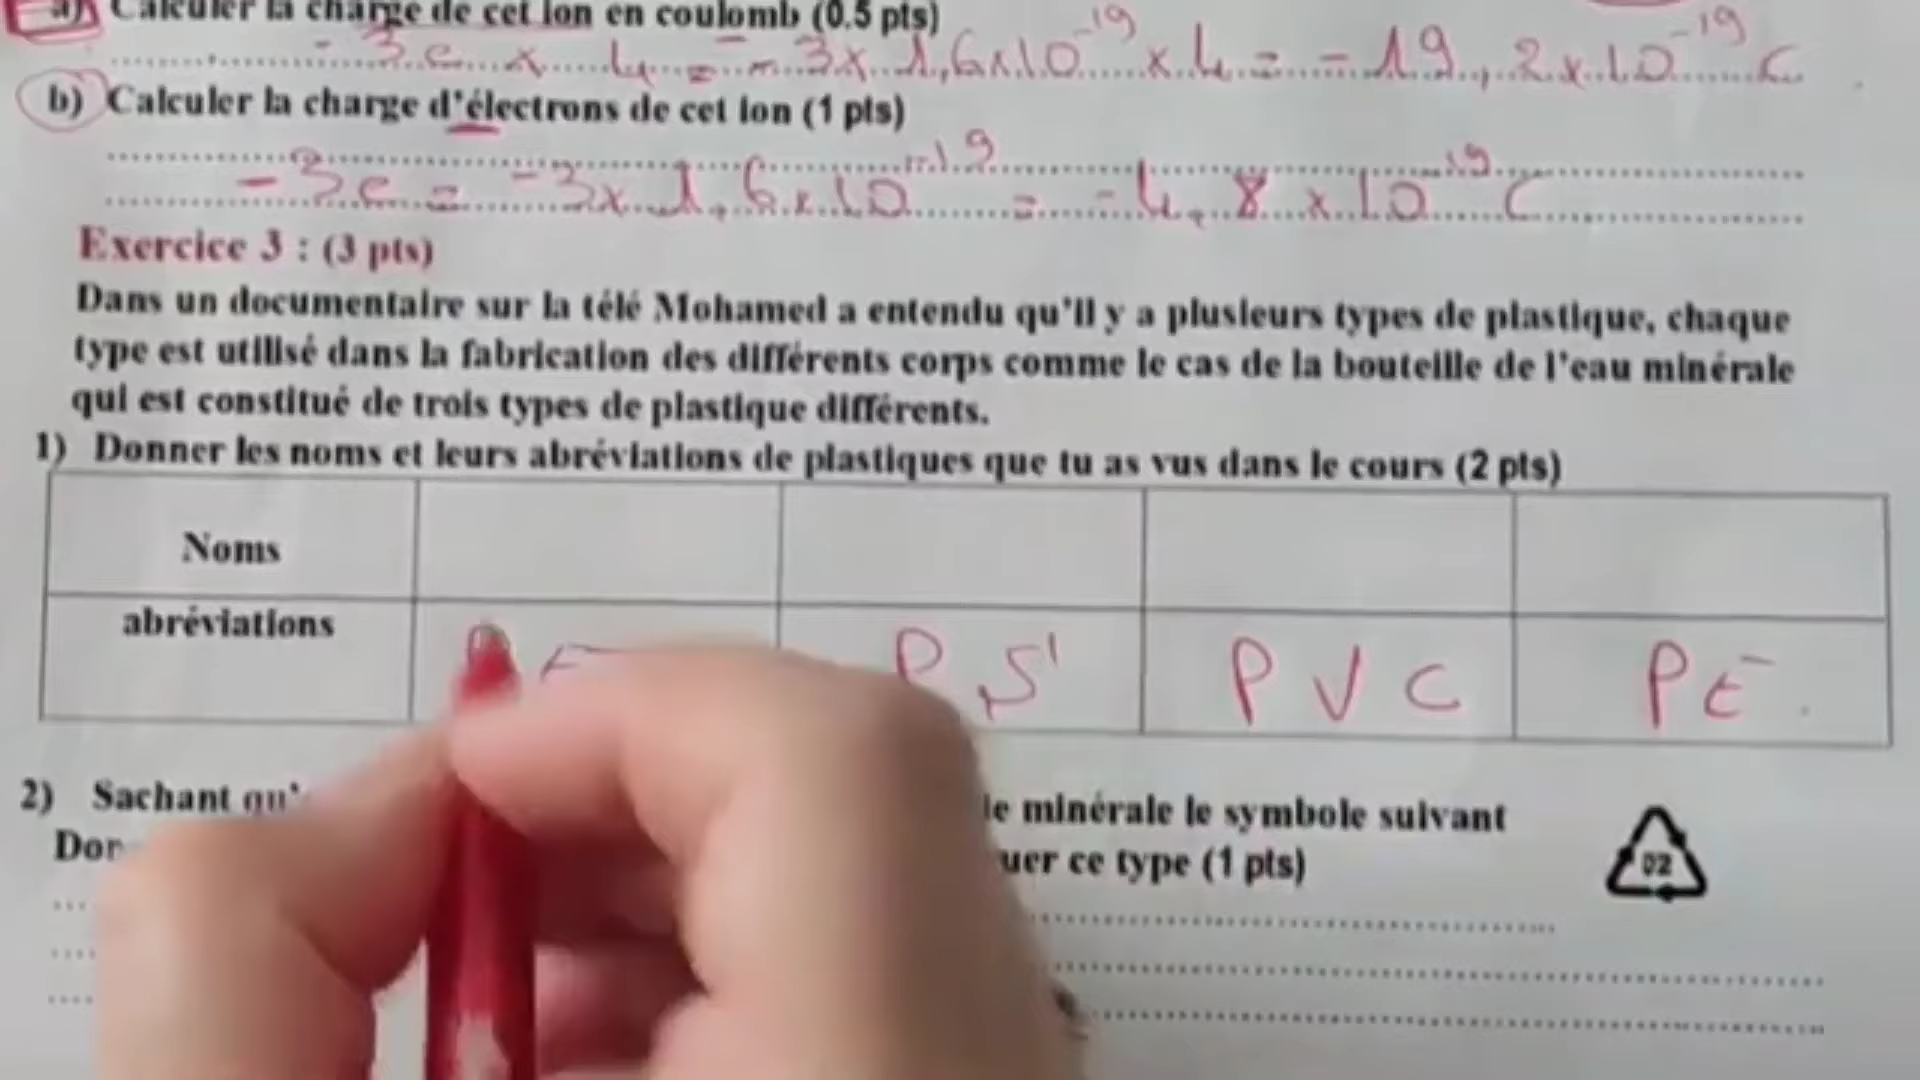 a) Calculer la charge de cet ion en coulomb (0.5 pts)
- 3e x 4 = - 3x 1,6x10^-19 x 4 = - 19,2 x 10^-19 C
b) Calculer la charge d'électrons de cet ion (1 pts)
- 3e = - 3x 1,6x10^-19 = - 4,8 x 10^-19 C
Exercice 3 : (3 pts)
Dans un documentaire sur la télé Mohamed a entendu qu'il y a plusieurs types de plastique, chaque
type est utilisé dans la fabrication des différents corps comme le cas de la bouteille de l'eau minérale
qui est constitué de trois types de plastique différents.
1) Donner les noms et leurs abréviations de plastiques que tu as vus dans le cours (2 pts)
Noms
abréviations PS PVC PE
2) Sachant qu' le minérale le symbole suivant
ce type (1 pts)
02